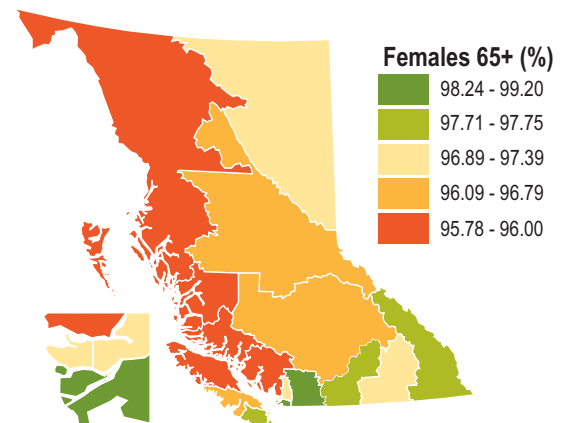 Females 65+ (%)
98.24 - 99.20
97.71 - 97.75
96.89 - 97.39
96.09 - 96.79
95.78 - 96.00